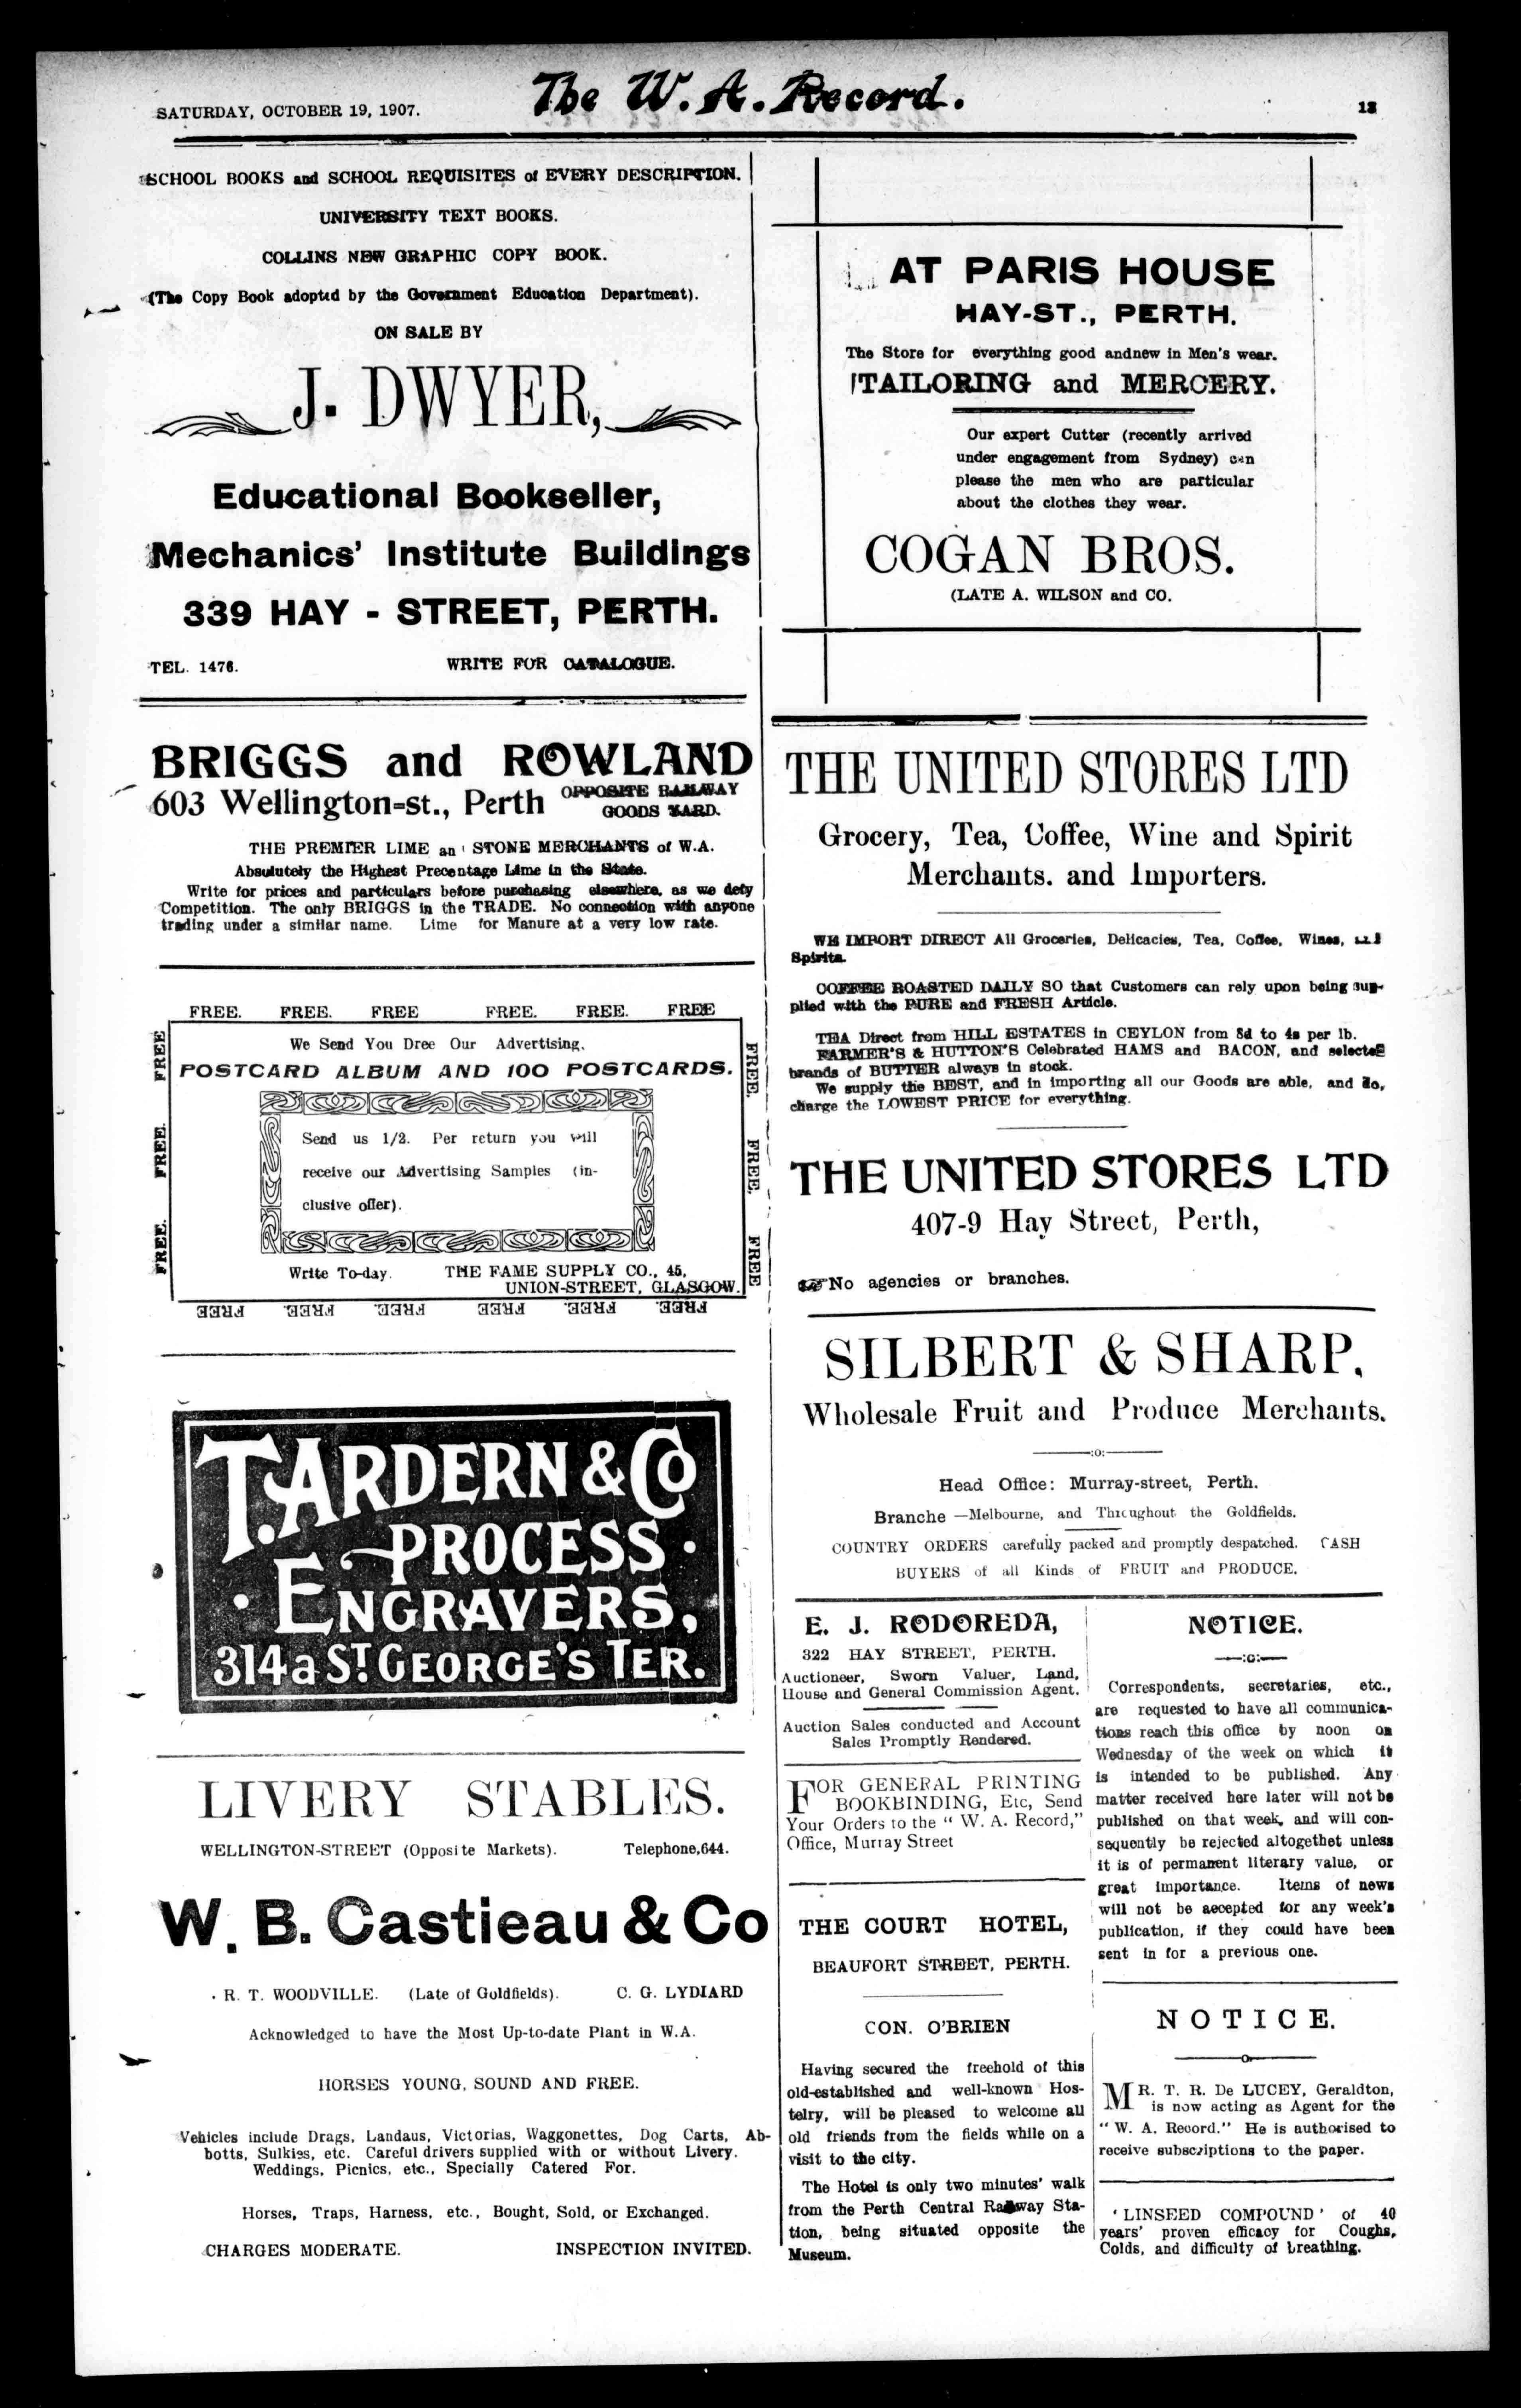 SATURDAY, OCTOBER 19, 1907.
The W. A. Record.
13
SCHOOL BOOKS and SCHOOL REQUISITES of EVERY DESCRIPTION.
UNIVERSITY TEXT BOOKS.
COLLINS NEW GRAPHIC COPY BOOK.
(The Copy Book adopted by the Government Education Department).
ON SALE BY
J. DWYER,
Educational Bookseller,
Mechanics' Institute Buildings
339 HAY - STREET, PERTH.
TEL. 1476. WRITE FOR CATALOGUE.
BRIGGS and ROWLAND
603 Wellington-st., Perth OPPOSITE RAILWAY
GOODS YARD.
THE PREMIER LIME an STONE MERCHANTS of W.A.
Absulutely the Highest Precentage Lime in the State.
Write for prices and particulars before purchasing elsewhere, as we defy
Competition. The only BRIGGS in the TRADE. No connection with anyone
trading under a similar name. Lime for Manure at a very low rate.
FREE. FREE. FREE FREE. FREE. FREE
FREE FREE. FREE.
We Send You Dree Our Advertising.
POSTCARD ALBUM AND 100 POSTCARDS.
Send us 1/3. Per return you will
receive our Advertising Samples (in-
clusive offer).
Write To-day. THE FAME SUPPLY CO., 45,
UNION-STREET, GLASGOW.
FREE. FREE. FREE
FREE FREE. FREE. FREE FREE. FREE.
T. ARDERN & Co
PROCESS
ENGRAVERS,
314a ST. GEORGE'S TER.
LIVERY STABLES.
WELLINGTON-STREET (Opposite Markets). Telephone,644.
W. B. Castieau & Co
R. T. WOODVILLE. (Late of Goldfields). C. G. LYDIARD
Acknowledged to have the Most Up-to-date Plant in W.A.
HORSES YOUNG, SOUND AND FREE.
Vehicles include Drags, Landaus, Victorias, Waggonettes, Dog Carts, Ab-
botts, Sulkies, etc. Careful drivers supplied with or without Livery.
Weddings, Picnics, etc., Specially Catered For.
Horses, Traps, Harness, etc., Bought, Sold, or Exchanged.
CHARGES MODERATE. INSPECTION INVITED.
AT PARIS HOUSE
HAY-ST., PERTH.
The Store for everything good andnew in Men's wear.
TAILORING and MERCERY.
Our expert Cutter (recently arrived
under engagement from Sydney) can
please the men who are particular
about the clothes they wear.
COGAN BROS.
(LATE A. WILSON and CO.
THE UNITED STORES LTD
Grocery, Tea, Coffee, Wine and Spirit
Merchants. and Importers.
WE IMPORT DIRECT All Groceries, Delicacies, Tea, Coffee, Wines, and
Spirits.
COFFEE ROASTED DAILY SO that Customers can rely upon being sup-
plied with the PURE and FRESH Article.
TEA Direct from HILL ESTATES in CEYLON from 8d to 4s per lb.
FARMER'S & HUTTON'S Celebrated HAMS and BACON, and selected
brands of BUTTER always in stock.
We supply the BEST, and in importing all our Goods are able, and do,
charge the LOWEST PRICE for everything.
THE UNITED STORES LTD
407-9 Hay Street, Perth,
No agencies or branches.
SILBERT & SHARP.
Wholesale Fruit and Produce Merchants.
:o:
Head Office: Murray-street, Perth.
Branche —Melbourne, and Throughout the Goldfields.
COUNTRY ORDERS carefully packed and promptly despatched. CASH
BUYERS of all Kinds of FRUIT and PRODUCE.
E. J. RODOREDA,
322 HAY STREET, PERTH.
Auctioneer, Sworn Valuer, Land,
House and General Commission Agent.
Auction Sales conducted and Account
Sales Promptly Rendered.
FOR GENERAL PRINTING
BOOKBINDING, Etc, Send
Your Orders to the " W. A. Record,"
Office, Murray Street
THE COURT HOTEL,
BEAUFORT STREET, PERTH.
CON. O'BRIEN
Having secured the freehold of this
old-established and well-known Hos-
telry, will be pleased to welcome all
old friends from the fields while on a
visit to the city.
The Hotel is only two minutes' walk
from the Perth Central Railway Sta-
tion, being situated opposite the
Museum.
NOTICE.
:o:
Correspondents, secretaries, etc.,
are requested to have all communica-
tions reach this office by noon on
Wednesday of the week on which it
is intended to be published. Any
matter received here later will not be
published on that week, and will con-
sequently be rejected altogethet unless
it is of permanent literary value, or
great importance. Items of news
will not be accepted for any week's
publication, if they could have been
sent in for a previous one.
NOTICE.
MR. T. R. De LUCEY, Geraldton,
is now acting as Agent for the
" W. A. Record." He is authorised to
receive subscriptions to the paper.
' LINSEED COMPOUND ' of 40
years' proven efficacy for Coughs,
Colds, and difficulty of breathing.